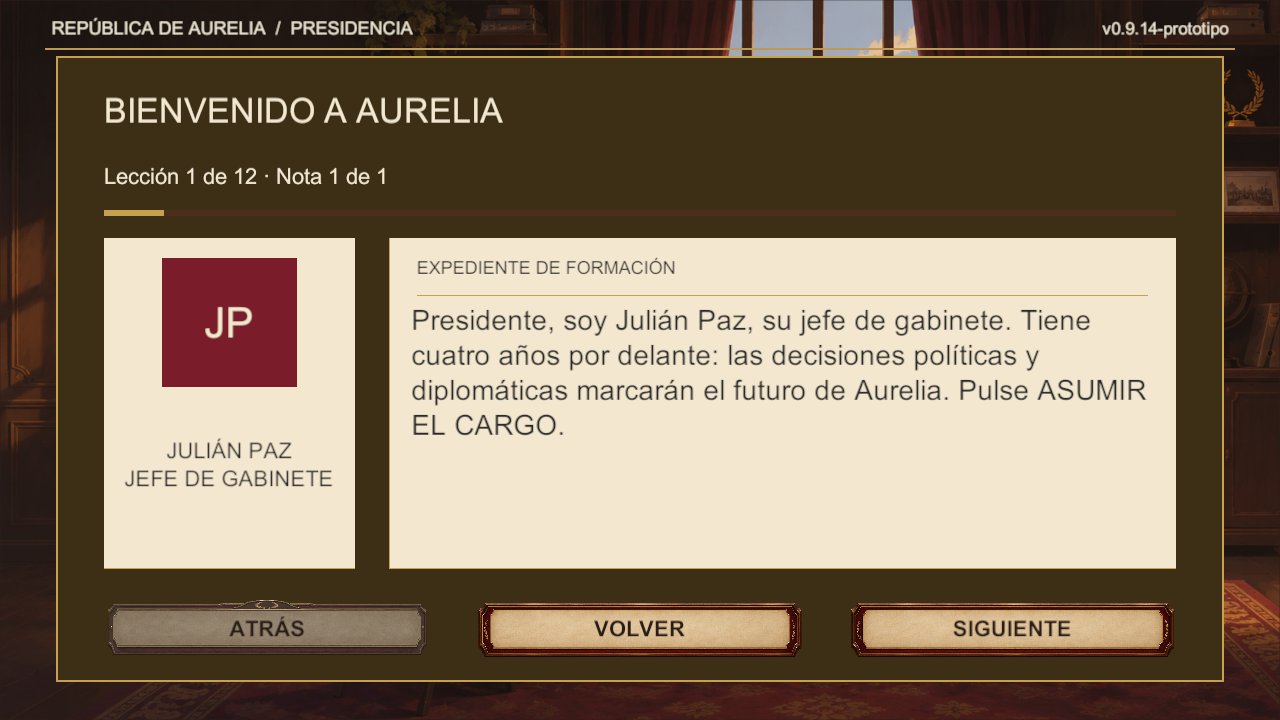 REPÚBLICA DE AURELIA / PRESIDENCIA
v0.9.14-prototipo
BIENVENIDO A AURELIA
Lección 1 de 12 · Nota 1 de 1
JP
JULIÁN PAZ
JEFE DE GABINETE
EXPEDIENTE DE FORMACIÓN
Presidente, soy Julián Paz, su jefe de gabinete. Tiene
cuatro años por delante: las decisiones políticas y
diplomáticas marcarán el futuro de Aurelia. Pulse ASUMIR
EL CARGO.
ATRÁS
VOLVER
SIGUIENTE